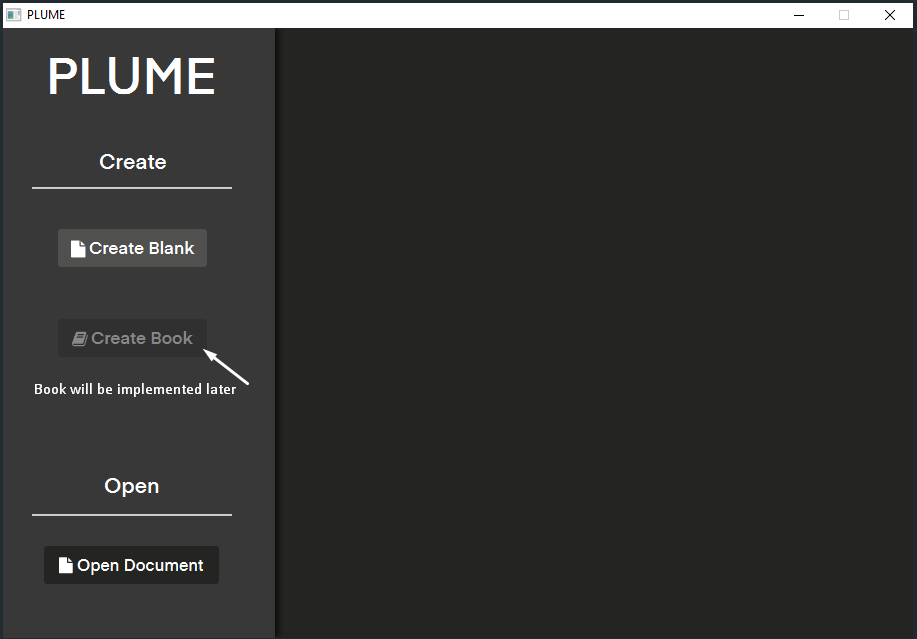 PLUME
PLUME
Create
Create Blank
Create Book
Book will be implemented later
Open
Open Document